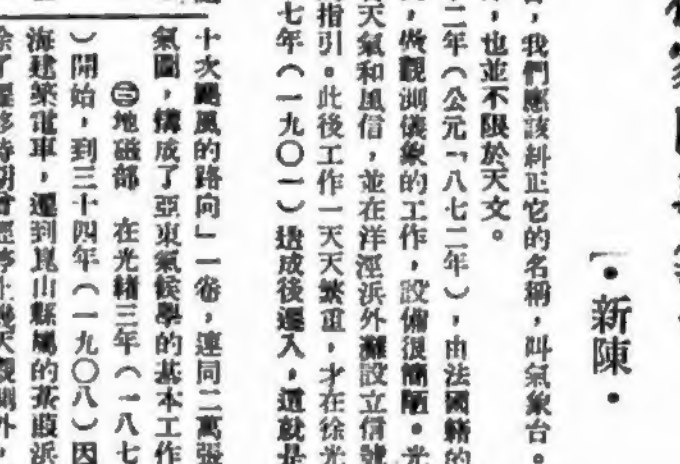 ・新陳・
，我們應該糾正它的名稱，叫氣象台。
，也並不限於天文。
二年（公元一八七二年），由法國籍的
，做觀測儀象的工作，設備很簡陋。光
天氣和風信，並在洋涇浜外灘設立信號
指引。此後工作一天天繁重，才在徐光
七年（一九〇一）造成後遷入，這就是
十次颶風的路向」一卷，連同二萬張
氣圖，構成了亞東氣候學的基本工作
㊂地磁部　在光緒三年（一八七
）開始，到三十四年（一九〇八）因
海建築電車，遷到崑山縣屬的菉葭浜